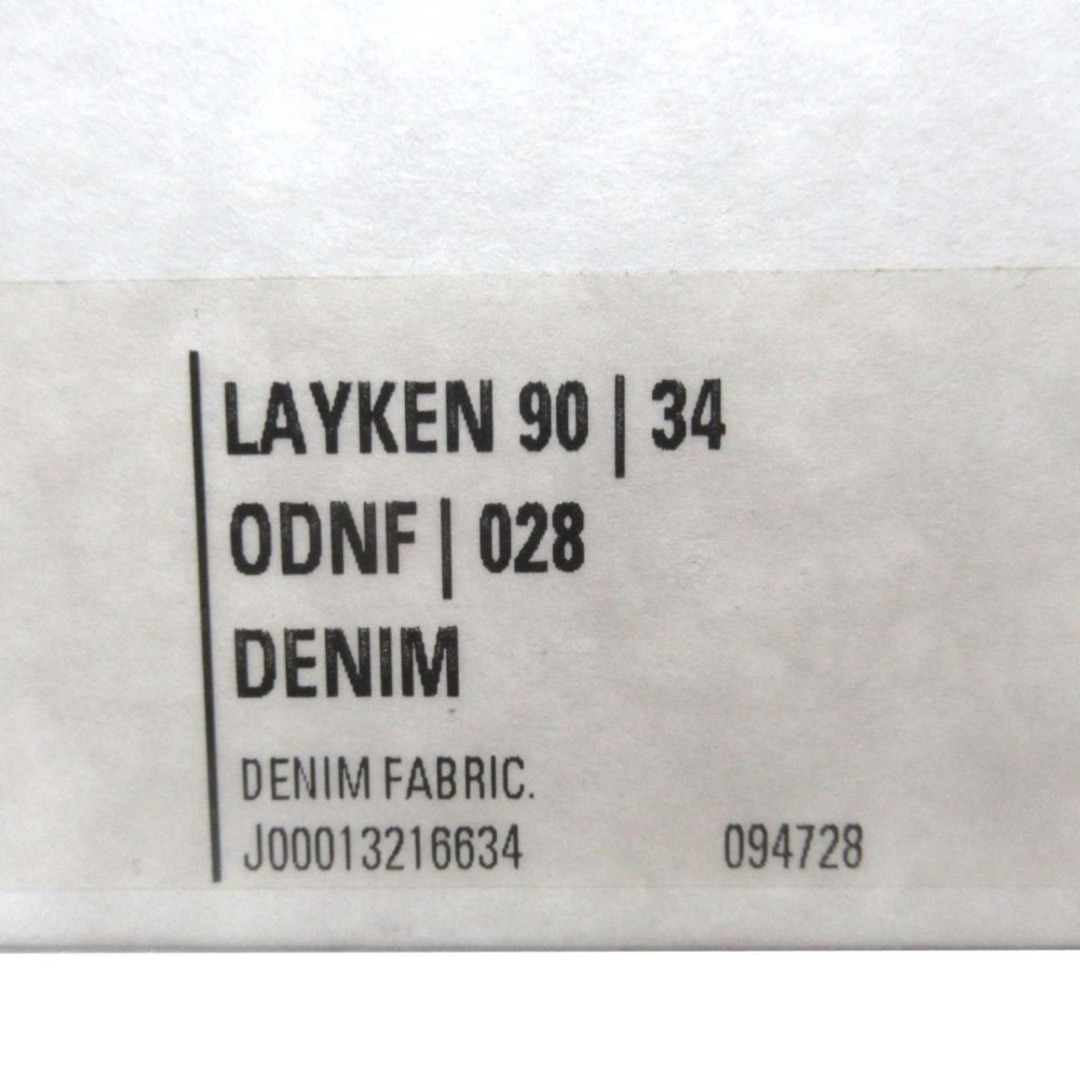 LAYKEN 90 | 34
ODNF | 028
DENIM
DENIM FABRIC.
J00013216634 094728